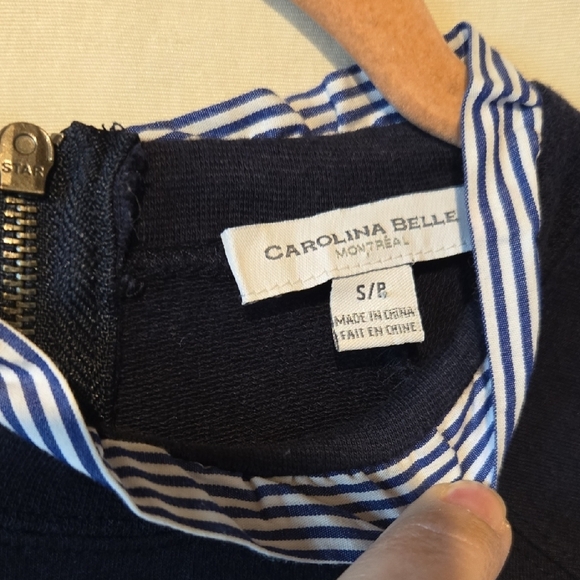 STAR
CAROLINA BELLE
MONTRÉAL
S/P
MADE IN CHINA
FAIT EN CHINE